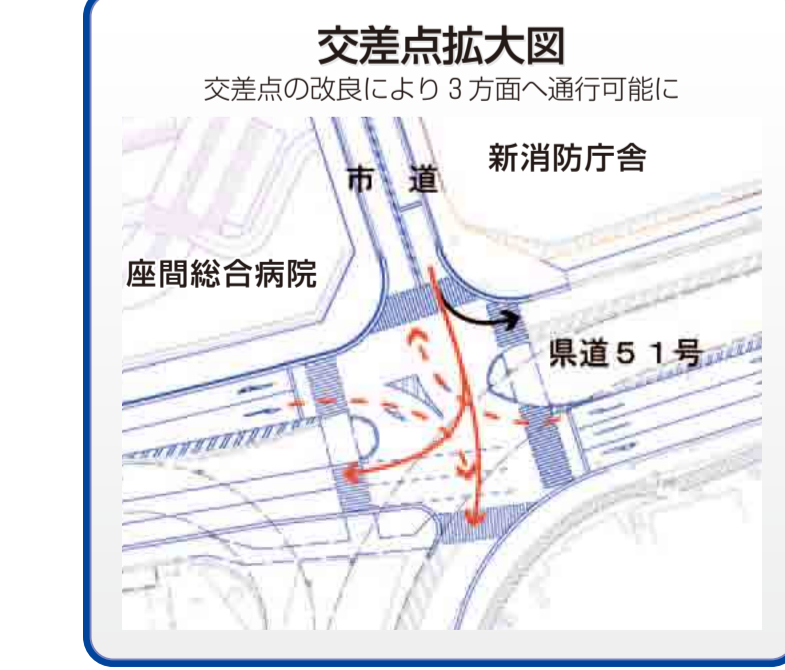 交差点拡大図
交差点の改良により3方面へ通行可能に
市 道
新消防庁舎
座間総合病院
県道51号